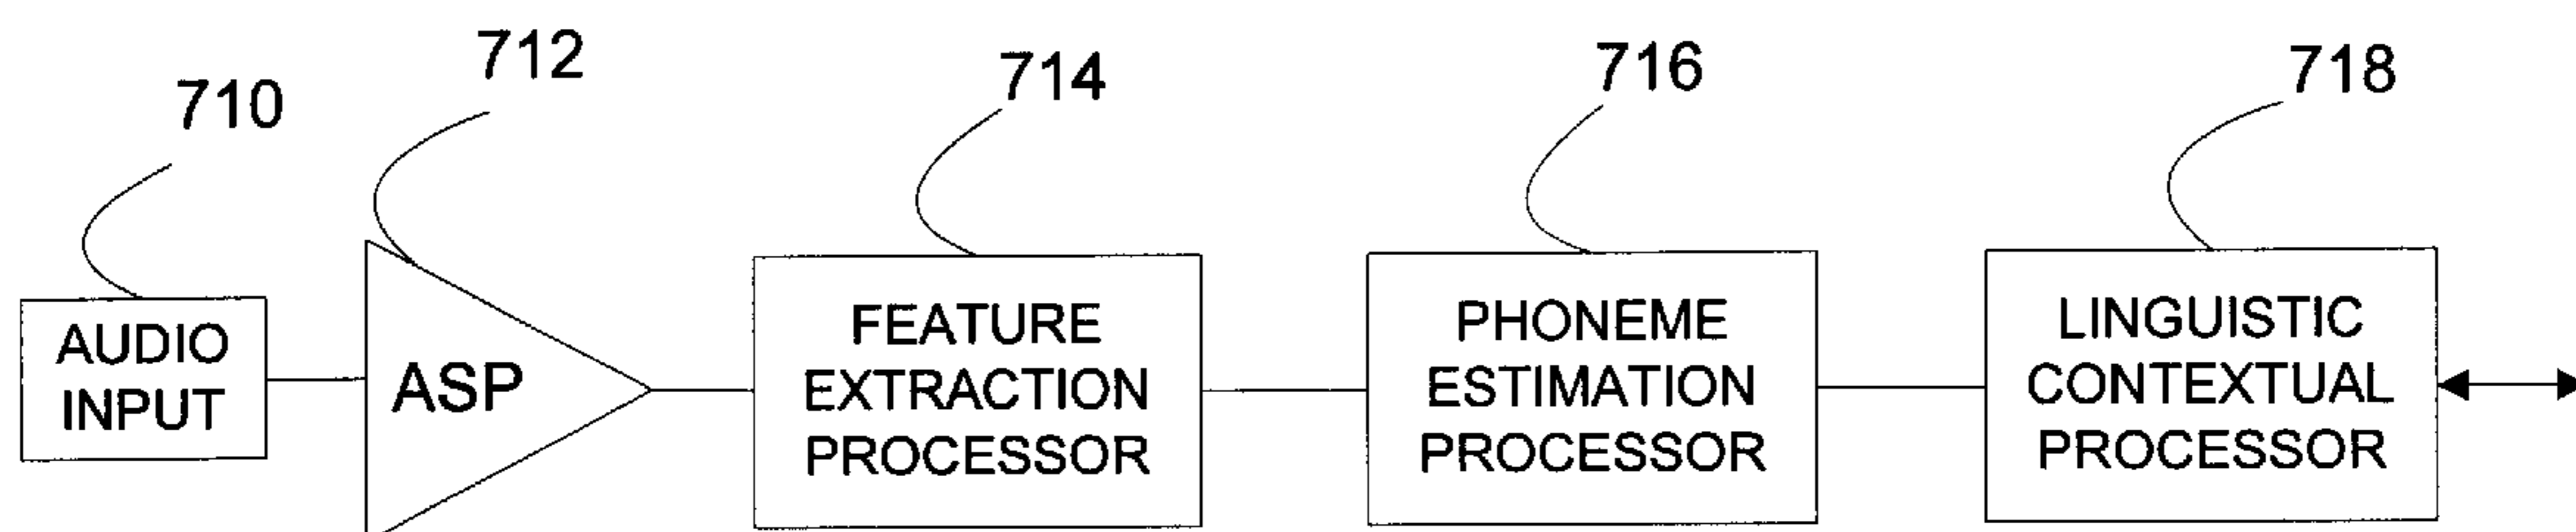 710
712
714
716
718
AUDIO
INPUT
ASP
FEATURE
EXTRACTION
PROCESSOR
PHONEME
ESTIMATION
PROCESSOR
LINGUISTIC
CONTEXTUAL
PROCESSOR